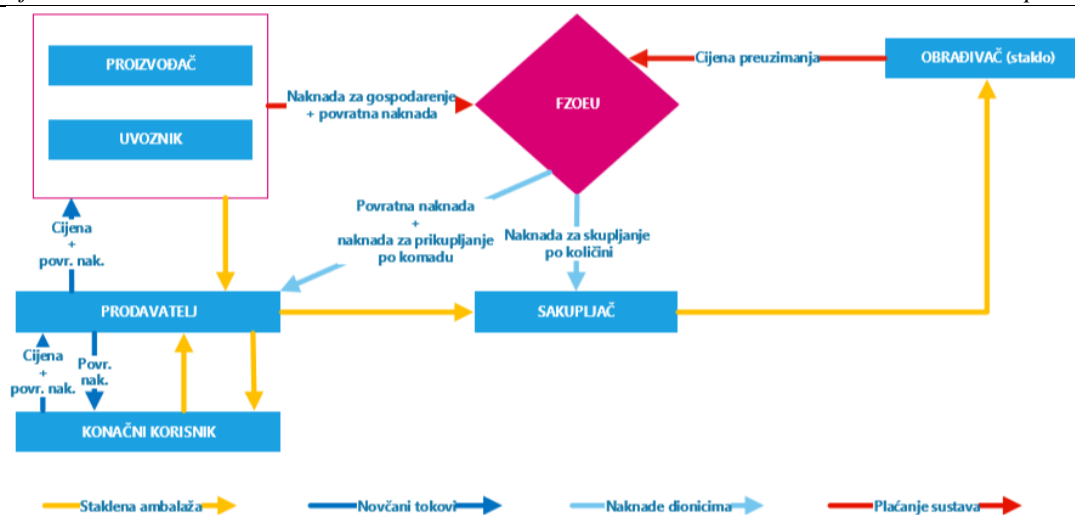 PROIZVOĐAČ
UVOZNIK
Naknada za gospodarenje
+ povratna naknada
FZOEU
Cijena preuzimanja
OBRAĐIVAČ (staklo)
Cijena
+
povr. nak.
Povratna naknada
+
naknada za prikupljanje
po komadu
Naknada za skupljanje
po količini
PRODAVATELJ
SAKUPLJAČ
Cijena
+
povr. nak.
Povr.
nak.
KONAČNI KORISNIK
Staklena ambalaža
Novčani tokovi
Naknade dionicima
Plaćanje sustava